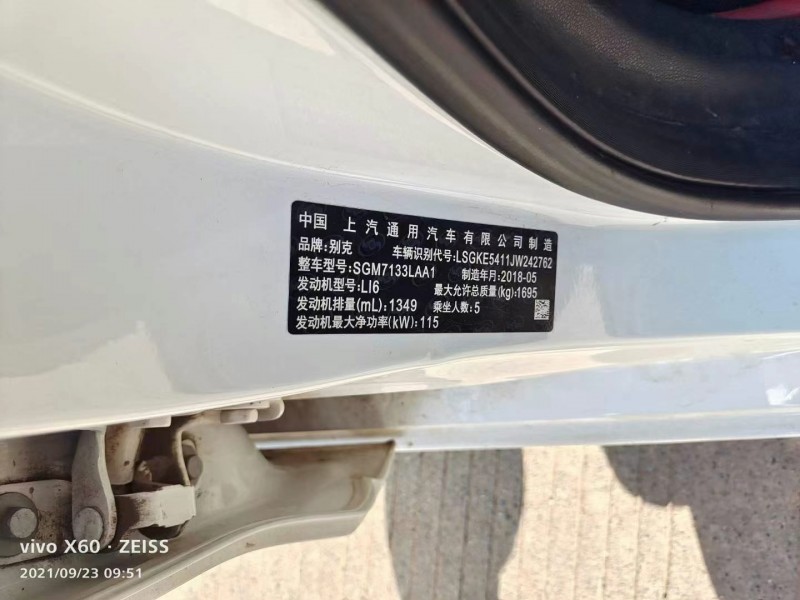 中国 上汽通用汽车有限公司制造
品牌:别克 车辆识别代号:LSGKE5411JW242762
整车型号:SGM7133LAA1 制造年月:2018-05
发动机型号:LI6 最大允许总质量(kg):1695
发动机排量(mL):1349 乘坐人数:5
发动机最大净功率(kW):115
vivo X60 · ZEISS
2021/09/23 09:51